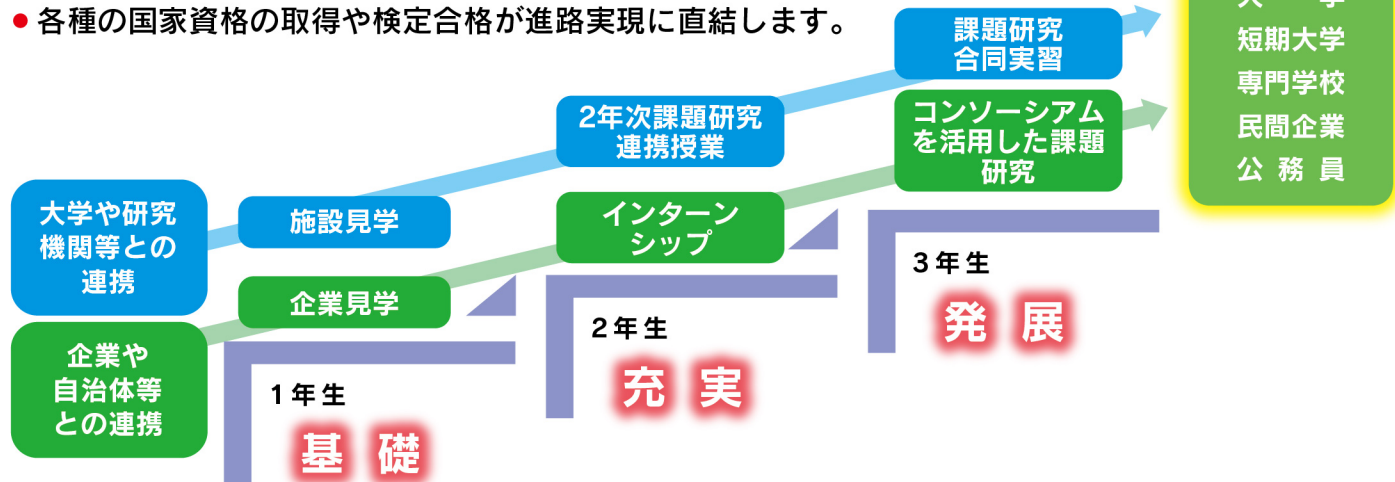 ● 各種の国家資格の取得や検定合格が進路実現に直結します。
大学や研究
機関等との
連携
企業や
自治体等
との連携
施設見学
企業見学
1年生
基礎
2年次課題研究
連携授業
インターン
シップ
2年生
充実
課題研究
合同実習
コンソーシアム
を活用した課題
研究
3年生
発展
短期大学
専門学校
民間企業
公務員